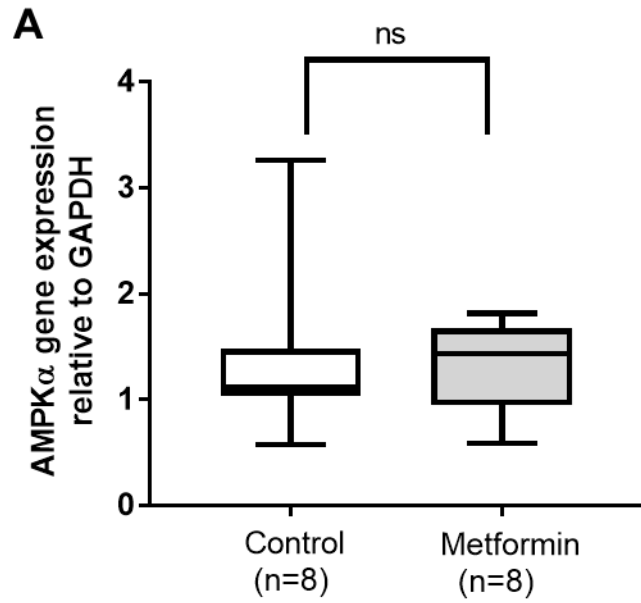 A
ns
AMPKα gene expression
relative to GAPDH
4
3
2
1
0
Control
(n=8)
Metformin
(n=8)